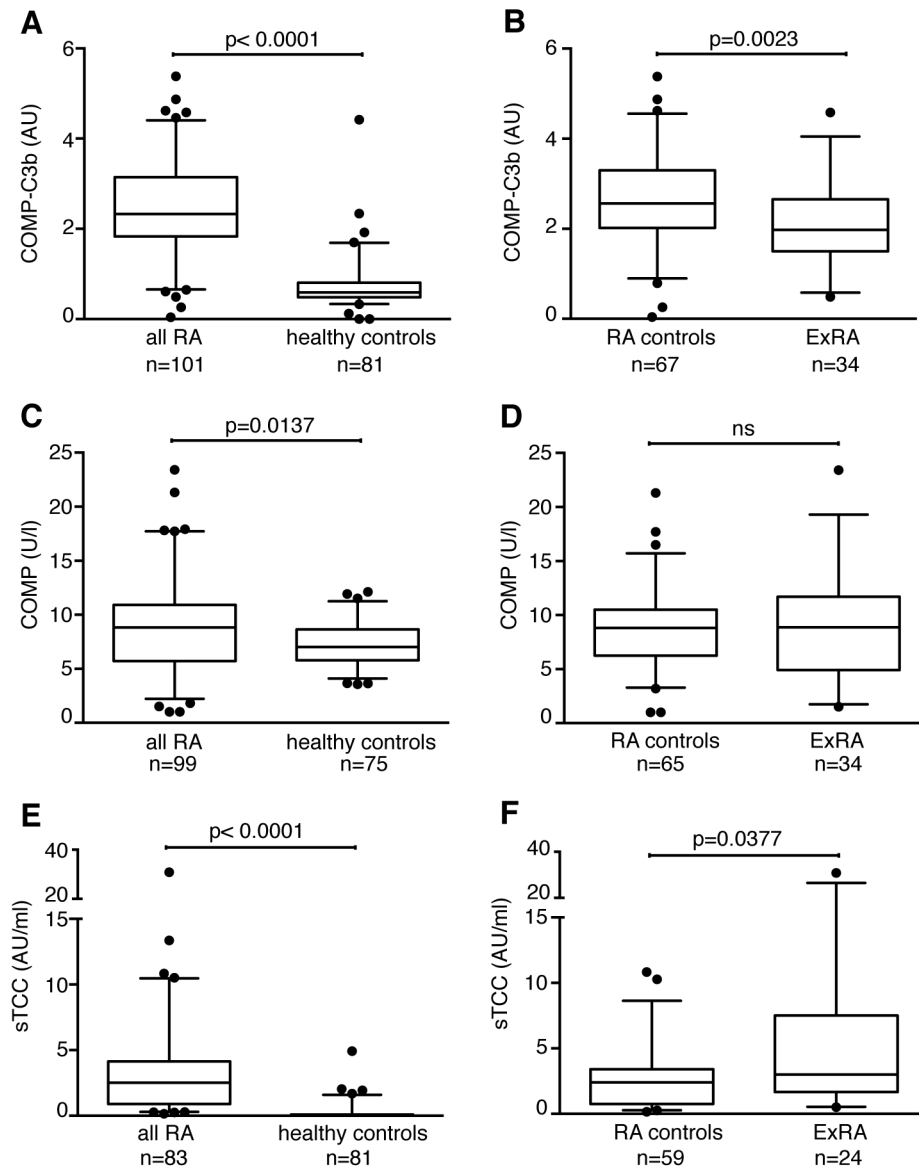 A
p< 0.0001
6
4
2
0
COMP-C3b (AU)
all RA
healthy controls
n=101
n=81
B
p=0.0023
6
4
2
0
COMP-C3b (AU)
RA controls
ExRA
n=67
n=34
C
p=0.0137
25
20
15
10
5
0
COMP (U/l)
all RA
healthy controls
n=99
n=75
D
ns
25
20
15
10
5
0
COMP (U/l)
RA controls
ExRA
n=65
n=34
E
p< 0.0001
40
20
15
10
5
0
sTCC (AU/ml)
all RA
healthy controls
n=83
n=81
F
p=0.0377
40
20
15
10
5
0
sTCC (AU/ml)
RA controls
ExRA
n=59
n=24